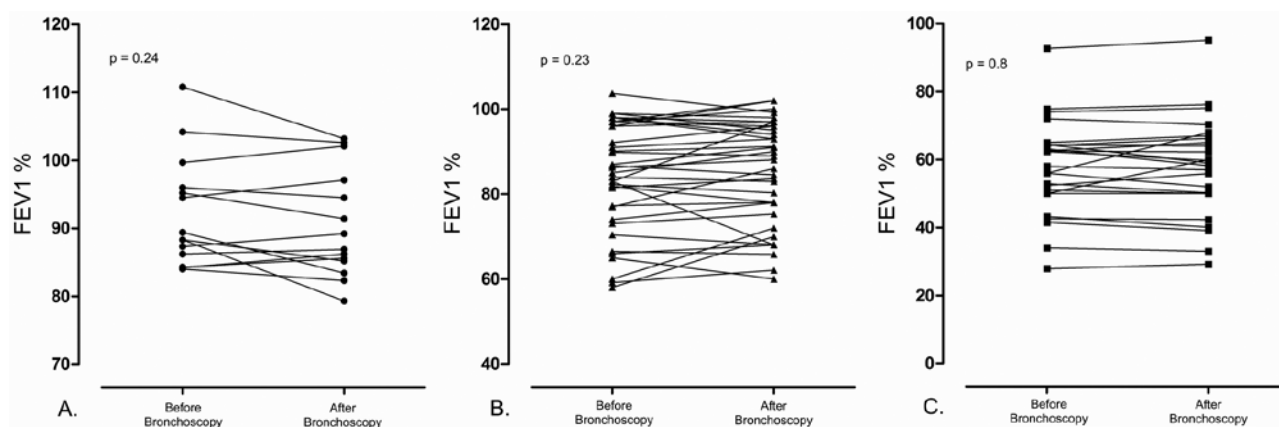 120
110
100
90
80
70
FEV1 %
p = 0.24
Before
Bronchoscopy
After
Bronchoscopy
A.
120
100
80
60
40
FEV1 %
p = 0.23
Before
Bronchoscopy
After
Bronchoscopy
B.
100
80
60
40
20
0
FEV1 %
p = 0.8
Before
Bronchoscopy
After
Bronchoscopy
C.